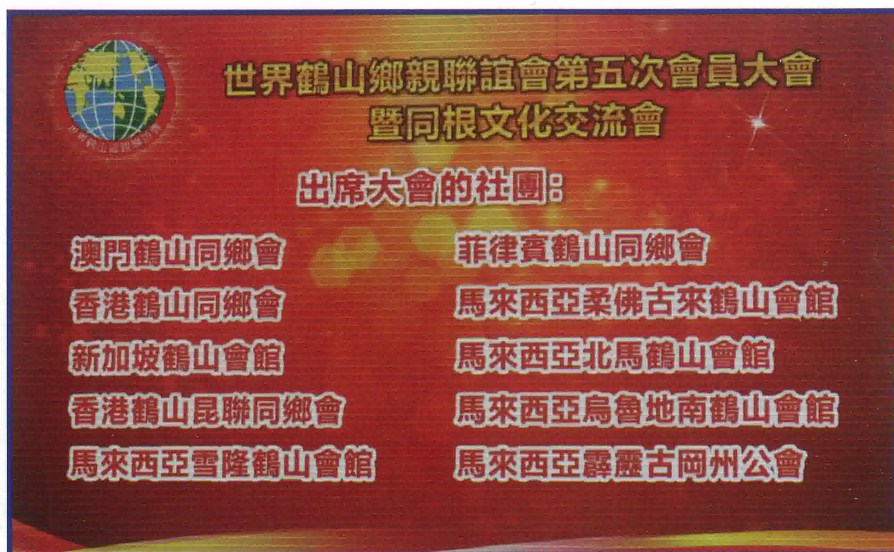 世界鶴山鄉親聯誼會第五次會員大會
暨同根文化交流會
出席大會的社團：
澳門鶴山同鄉會
香港鶴山同鄉會
新加坡鶴山會館
香港鶴山昆聯同鄉會
馬來西亞雪隆鶴山會館
菲律賓鶴山同鄉會
馬來西亞柔佛古來鶴山會館
馬來西亞北馬鶴山會館
馬來西亞烏魯地南鶴山會館
馬來西亞霹靂古岡州公會